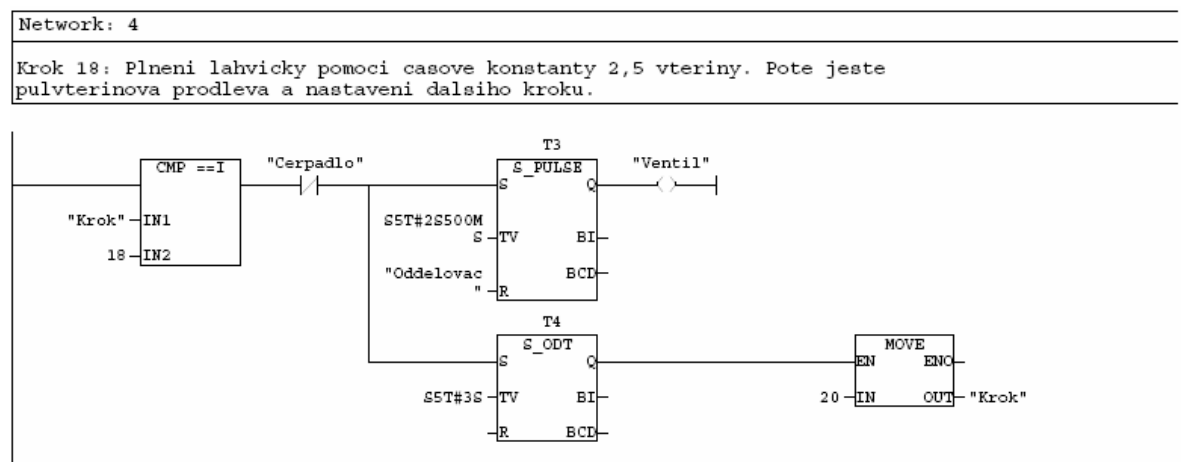 Network: 4
Krok 18: Plneni lahvicky pomoci casove konstanty 2,5 vteriny. Pote jeste
pulvterinova prodleva a nastaveni dalsiho kroku.
T3
CMP ==I
"Cerpadlo"
S_PULSE
"Ventil"
S
Q
"Krok"
IN1
S5T#2S500M
S
TV
BI
18
IN2
"Oddelovac
"
BCD
R
T4
S_ODT
MOVE
S
Q
EN
ENO
S5T#3S
TV
BI
20
IN
OUT
"Krok"
R
BCD